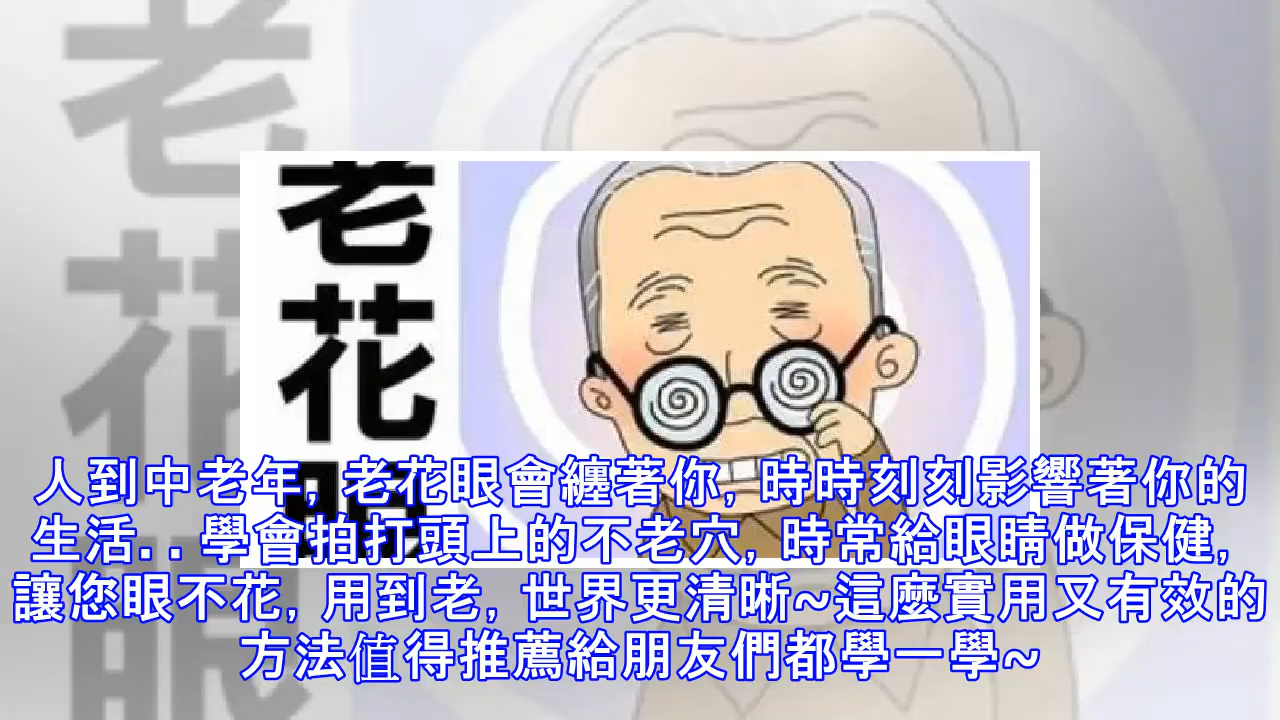 老花眼
人到中老年, 老花眼會纏著你, 時時刻刻影響著你的
生活..學會拍打頭上的不老穴, 時常給眼睛做保健,
讓您眼不花, 用到老, 世界更清晰~這麼實用又有效的
方法值得推薦給朋友們都學一學~